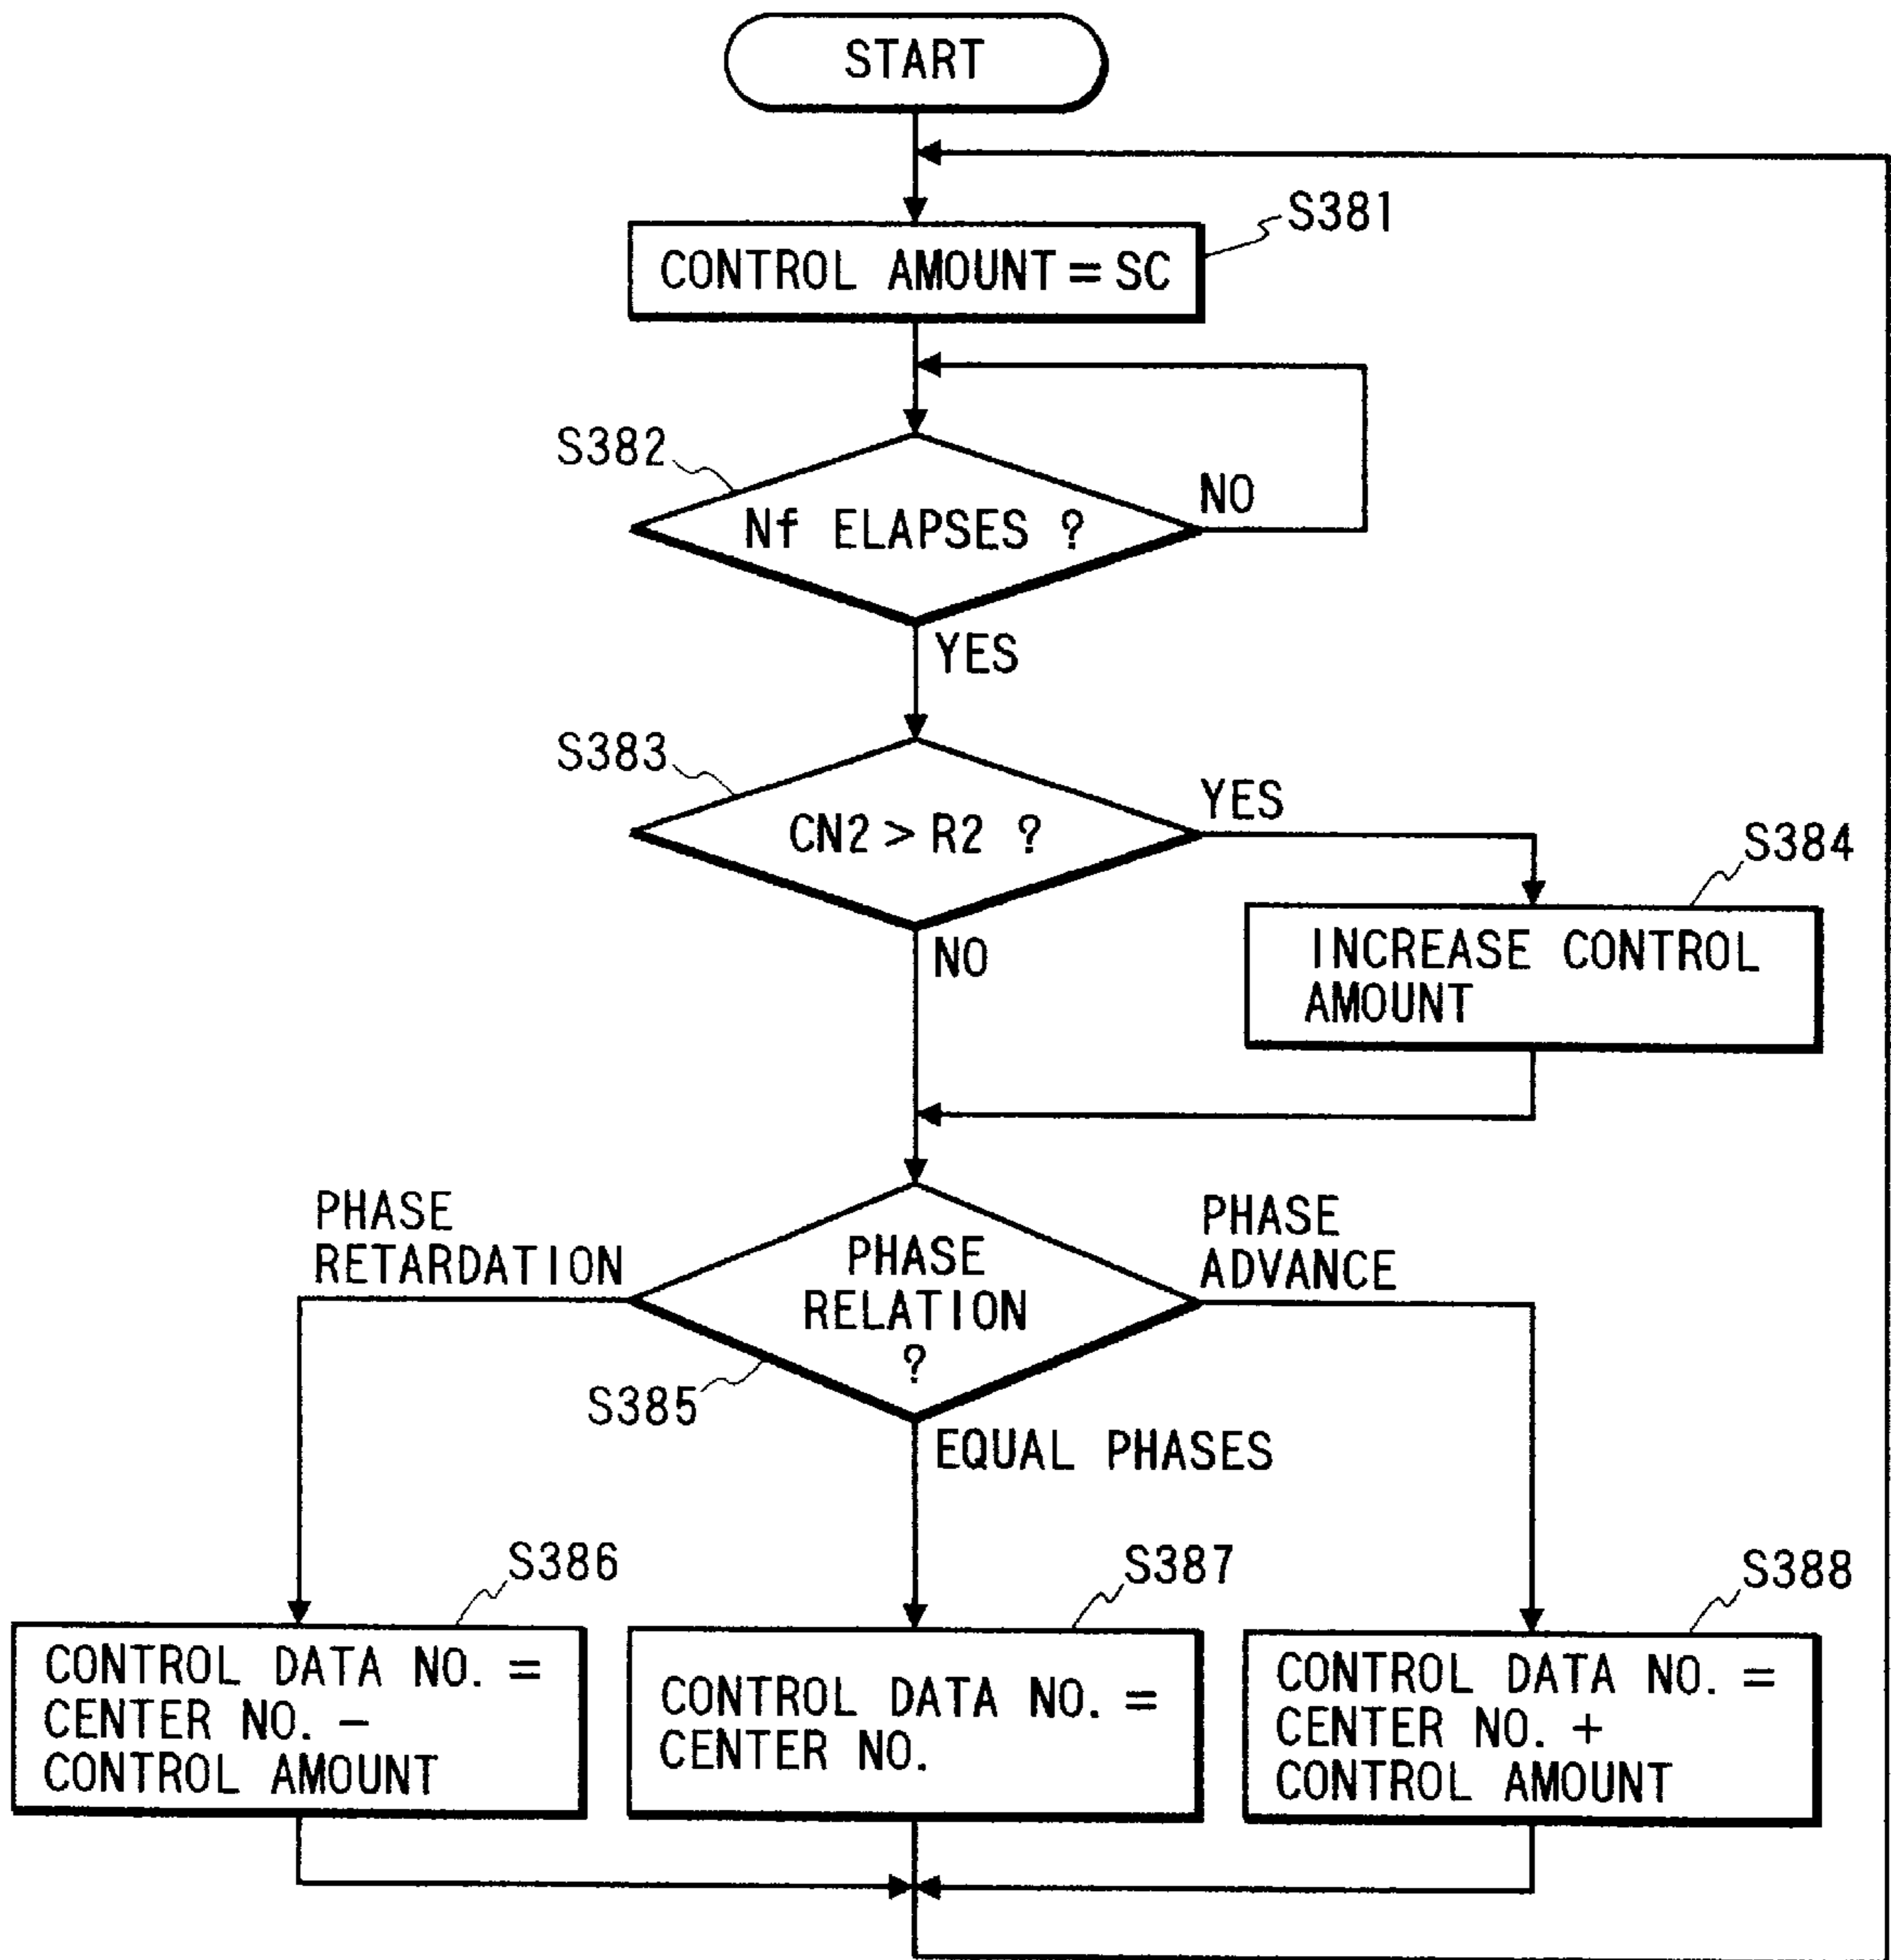 START
S381
CONTROL AMOUNT = SC
S382
NO
Nf ELAPSES ?
YES
S383
YES
CN2 > R2 ?
S384
NO
INCREASE CONTROL
AMOUNT
PHASE
RETARDATION
PHASE
RELATION
?
PHASE
ADVANCE
S385
EQUAL PHASES
S386
S387
S388
CONTROL DATA NO. =
CENTER NO. −
CONTROL AMOUNT
CONTROL DATA NO. =
CENTER NO.
CONTROL DATA NO. =
CENTER NO. +
CONTROL AMOUNT